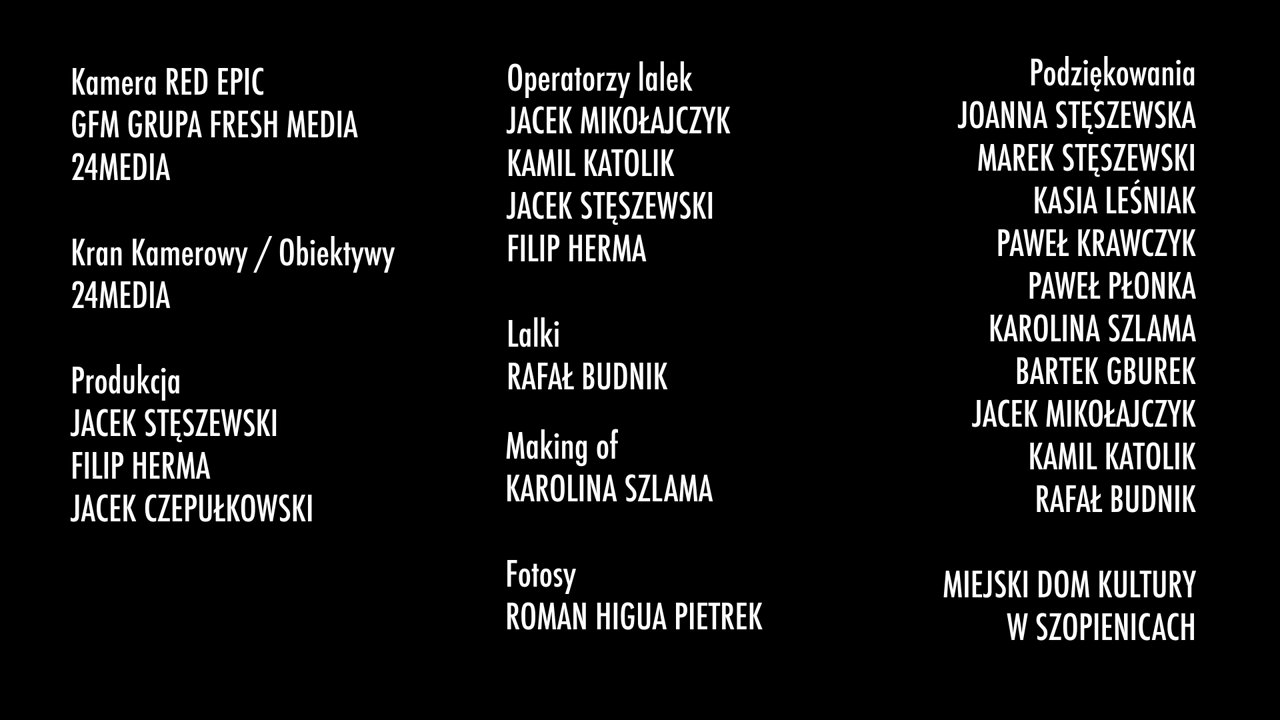 Kamera RED EPIC
GFM GRUPA FRESH MEDIA
24MEDIA
Kran Kamerowy / Obiektywy
24MEDIA
Produkcja
JACEK STĘSZEWSKI
FILIP HERMA
JACEK CZEPUŁKOWSKI
Operatorzy lalek
JACEK MIKOŁAJCZYK
KAMIL KATOLIK
JACEK STĘSZEWSKI
FILIP HERMA
Lalki
RAFAŁ BUDNIK
Making of
KAROLINA SZLAMA
Fotosy
ROMAN HIGUA PIETREK
Podziękowania
JOANNA STĘSZEWSKA
MAREK STĘSZEWSKI
KASIA LEŚNIAK
PAWEŁ KRAWCZYK
PAWEŁ PŁONKA
KAROLINA SZLAMA
BARTEK GBUREK
JACEK MIKOŁAJCZYK
KAMIL KATOLIK
RAFAŁ BUDNIK
MIEJSKI DOM KULTURY
W SZOPIENICACH